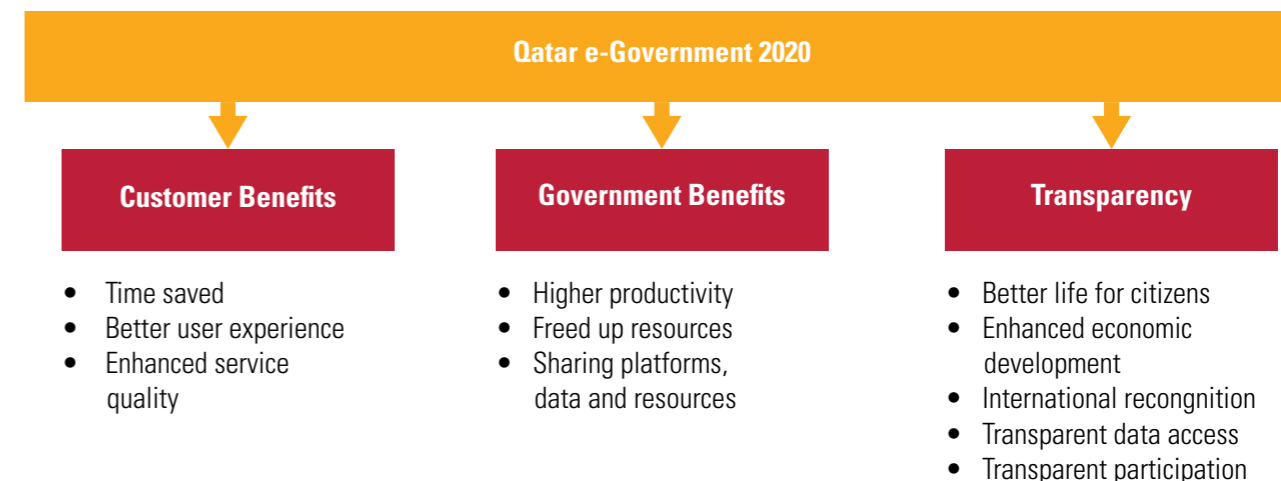 Qatar e-Government 2020
Customer Benefits
• Time saved
• Better user experience
• Enhanced service
quality
Government Benefits
• Higher productivity
• Freed up resources
• Sharing platforms,
data and resources
Transparency
• Better life for citizens
• Enhanced economic
development
• International recongnition
• Transparent data access
• Transparent participation